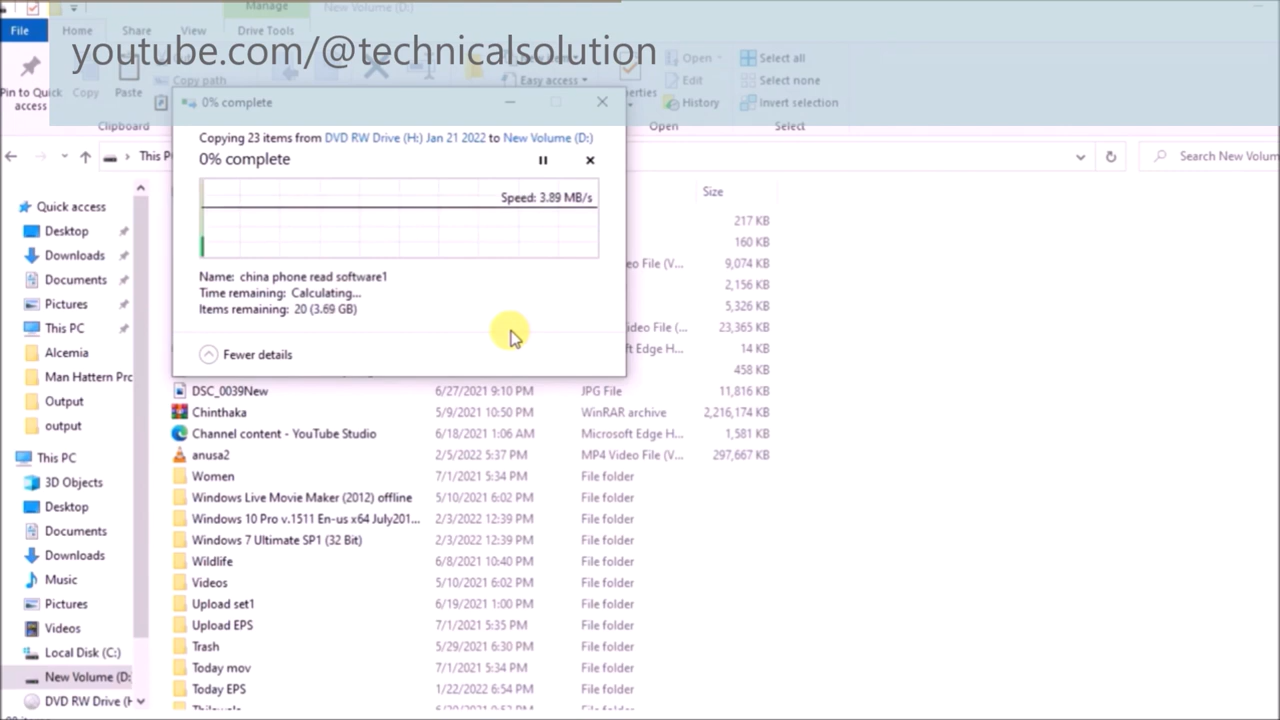 Manage
New Volume (D:)
File
Home
Share
View
Drive Tools
youtube.com/@technicalsolution
Open
Select all
Copy path
Easy access
Edit
Select none
Pin to Quick access
Copy
Paste
History
Invert selection
Clipboard
Open
Select
0% complete
Copying 23 items from DVD RW Drive (H:) Jan 21 2022 to New Volume (D:)
0% complete
Speed: 3.89 MB/s
Name: china phone read software1
Time remaining: Calculating...
Items remaining: 20 (3.69 GB)
Fewer details
This P
Search New Volum
Size
217 KB
160 KB
eo File (V... 9,074 KB
2,156 KB
5,326 KB
ideo File (... 23,365 KB
ft Edge H... 14 KB
458 KB
DSC_0039New 6/27/2021 9:10 PM JPG File 11,816 KB
Chinthaka 5/9/2021 10:50 PM WinRAR archive 2,216,174 KB
Channel content - YouTube Studio 6/18/2021 1:06 AM Microsoft Edge H... 1,581 KB
anusa2 2/5/2022 5:37 PM MP4 Video File (V... 297,667 KB
Women 7/1/2021 5:34 PM File folder
Windows Live Movie Maker (2012) offline 5/10/2021 6:02 PM File folder
Windows 10 Pro v.1511 En-us x64 July201... 2/3/2022 12:39 PM File folder
Windows 7 Ultimate SP1 (32 Bit) 2/3/2022 12:39 PM File folder
Wildlife 6/8/2021 10:40 PM File folder
Videos 5/10/2021 6:02 PM File folder
Upload set1 6/19/2021 1:00 PM File folder
Upload EPS 7/1/2021 5:35 PM File folder
Trash 5/29/2021 6:30 PM File folder
Today mov 7/1/2021 5:34 PM File folder
Today EPS 1/22/2022 6:54 PM File folder
Quick access
Desktop
Downloads
Documents
Pictures
This PC
Alcemia
Man Hattern Prc
Output
output
This PC
3D Objects
Desktop
Documents
Downloads
Music
Pictures
Videos
Local Disk (C:)
New Volume (D:
DVD RW Drive (H